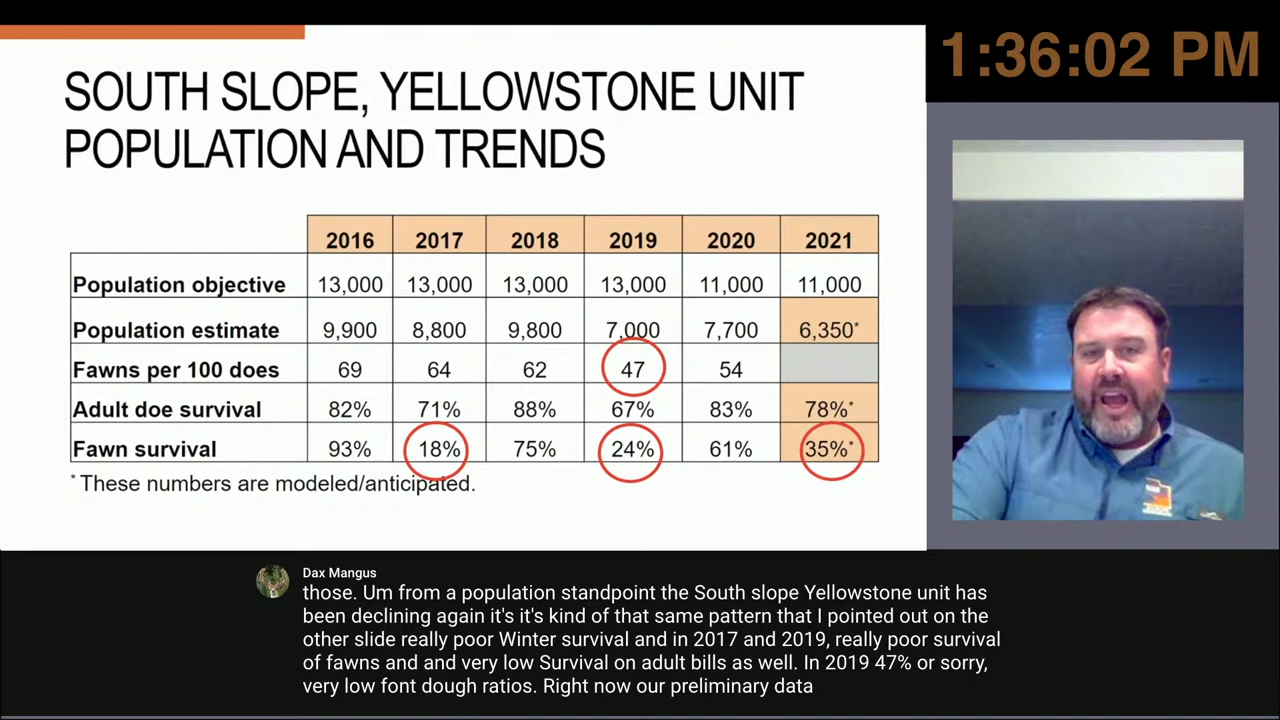 1:36:02 PM
SOUTH SLOPE, YELLOWSTONE UNIT
POPULATION AND TRENDS
2016 2017 2018 2019 2020 2021
Population objective 13,000 13,000 13,000 13,000 11,000 11,000
Population estimate 9,900 8,800 9,800 7,000 7,700 6,350*
Fawns per 100 does 69 64 62 47 54
Adult doe survival 82% 71% 88% 67% 83% 78%*
Fawn survival 93% 18% 75% 24% 61% 35%*
* These numbers are modeled/anticipated.
Dax Mangus
those. Um from a population standpoint the South slope Yellowstone unit has
been declining again it's it's kind of that same pattern that I pointed out on the
other slide really poor Winter survival and in 2017 and 2019, really poor survival
of fawns and and very low Survival on adult bills as well. In 2019 47% or sorry,
very low font dough ratios. Right now our preliminary data